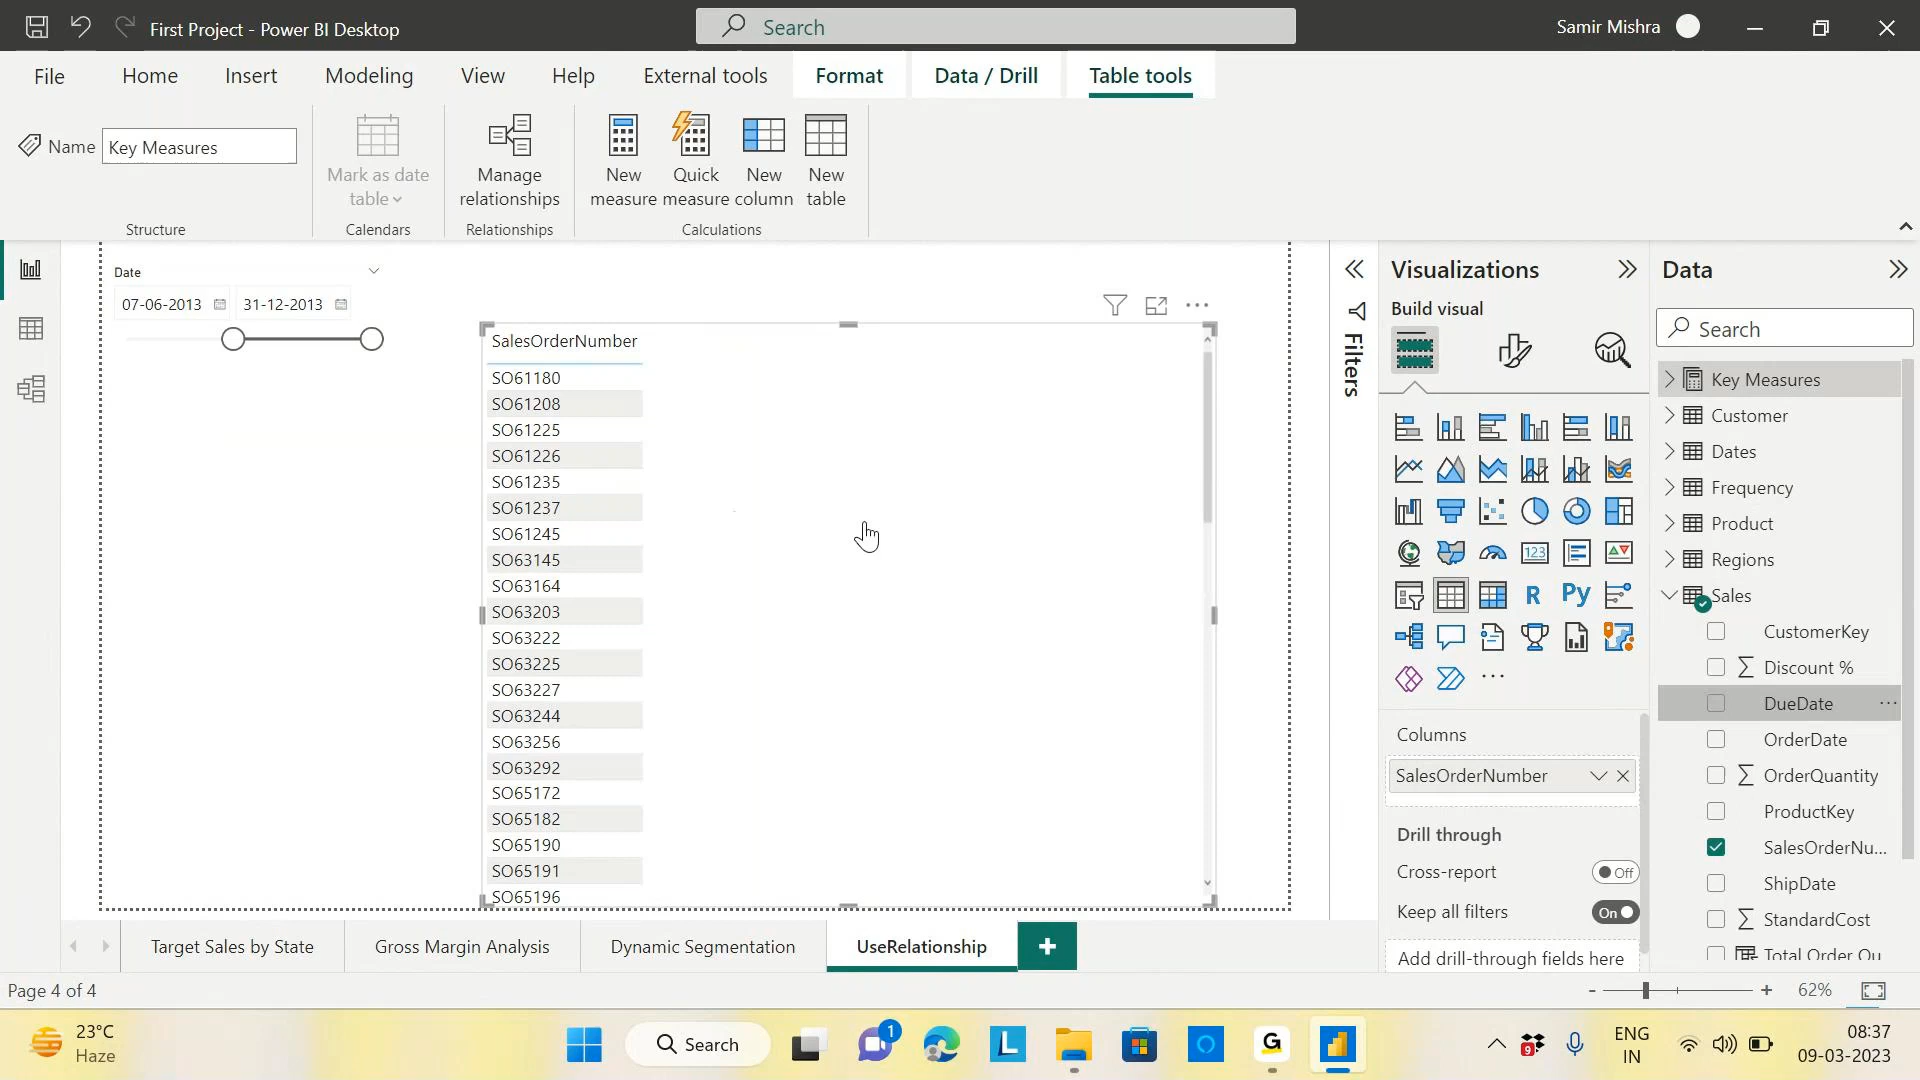 First Project - Power BI Desktop
Search
Samir Mishra
File
Home
Insert
Modeling
View
Help
External tools
Format
Data / Drill
Table tools
Name
Key Measures
Mark as date
table
Manage
relationships
New
measure
Quick
measure
New
column
New
table
Structure
Calendars
Relationships
Calculations
Date
07-06-2013
31-12-2013
SalesOrderNumber
SO61180
SO61208
SO61225
SO61226
SO61235
SO61237
SO61245
SO63145
SO63164
SO63203
SO63222
SO63225
SO63227
SO63244
SO63256
SO63292
SO65172
SO65182
SO65190
SO65191
SO65196
Filters
Visualizations
Build visual
123
R
Py
Columns
SalesOrderNumber
Drill through
Cross-report
Off
Keep all filters
On
Add drill-through fields here
Data
Search
Key Measures
Customer
Dates
Frequency
Product
Regions
Sales
CustomerKey
Discount %
DueDate
OrderDate
OrderQuantity
ProductKey
SalesOrderNu...
ShipDate
StandardCost
Total Order Qu
Target Sales by State
Gross Margin Analysis
Dynamic Segmentation
UseRelationship
Page 4 of 4
62%
23°C
Haze
Search
1
L
G
9
ENG
IN
08:37
09-03-2023